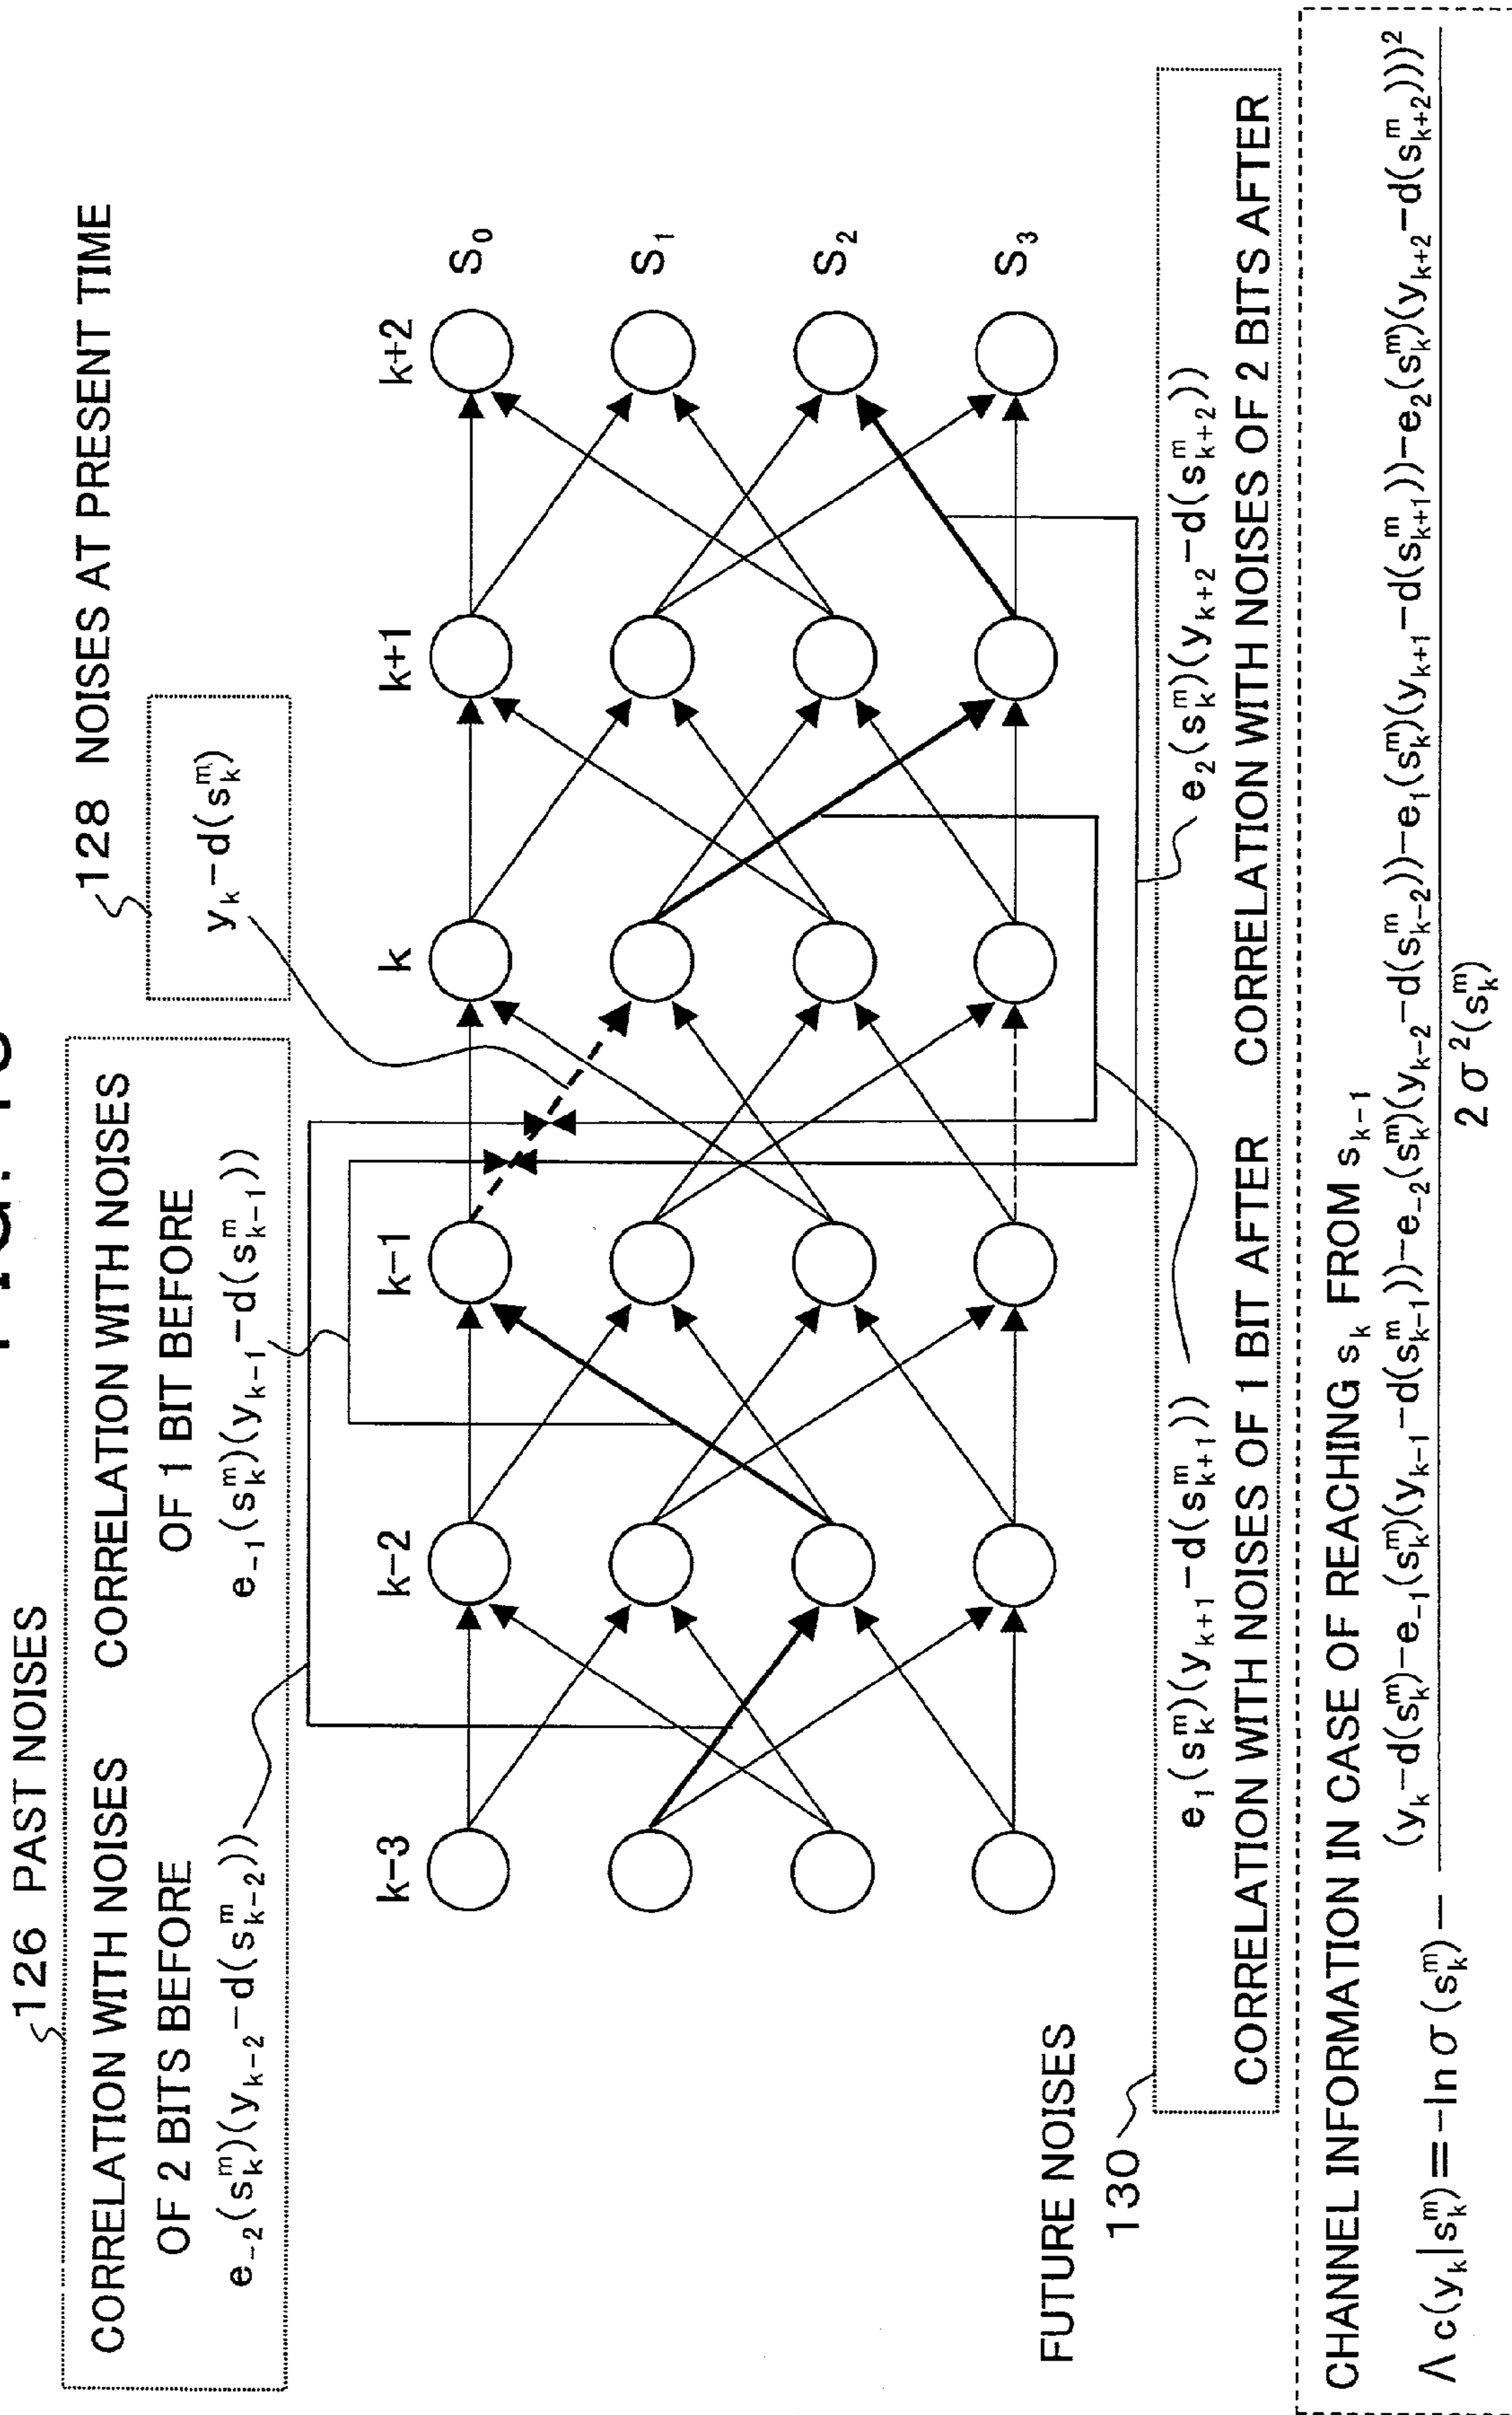 126 PAST NOISES
CORRELATION WITH NOISES
OF 2 BITS BEFORE
e₋₂(sₖᵐ)(yₖ₋₂−d(sₖ₋₂ᵐ))
CORRELATION WITH NOISES
OF 1 BIT BEFORE
e₋₁(sₖᵐ)(yₖ₋₁−d(sₖ₋₁ᵐ))
128 NOISES AT PRESENT TIME
yₖ−d(sₖᵐ)
k−3 k−2 k−1 k k+1 k+2
S₀
S₁
S₂
S₃
FUTURE NOISES
130
e₁(sₖᵐ)(yₖ₊₁−d(sₖ₊₁ᵐ)) e₂(sₖᵐ)(yₖ₊₂−d(sₖ₊₂ᵐ))
CORRELATION WITH NOISES OF 1 BIT AFTER CORRELATION WITH NOISES OF 2 BITS AFTER
CHANNEL INFORMATION IN CASE OF REACHING sₖ FROM sₖ₋₁
Λc(yₖ|sₖᵐ)=−ln σ(sₖᵐ)− (yₖ−d(sₖᵐ)−e₋₁(sₖᵐ)(yₖ₋₁−d(sₖ₋₁ᵐ))−e₋₂(sₖᵐ)(yₖ₋₂−d(sₖ₋₂ᵐ))−e₁(sₖᵐ)(yₖ₊₁−d(sₖ₊₁ᵐ))−e₂(sₖᵐ)(yₖ₊₂−d(sₖ₊₂ᵐ)))²
2σ²(sₖᵐ)